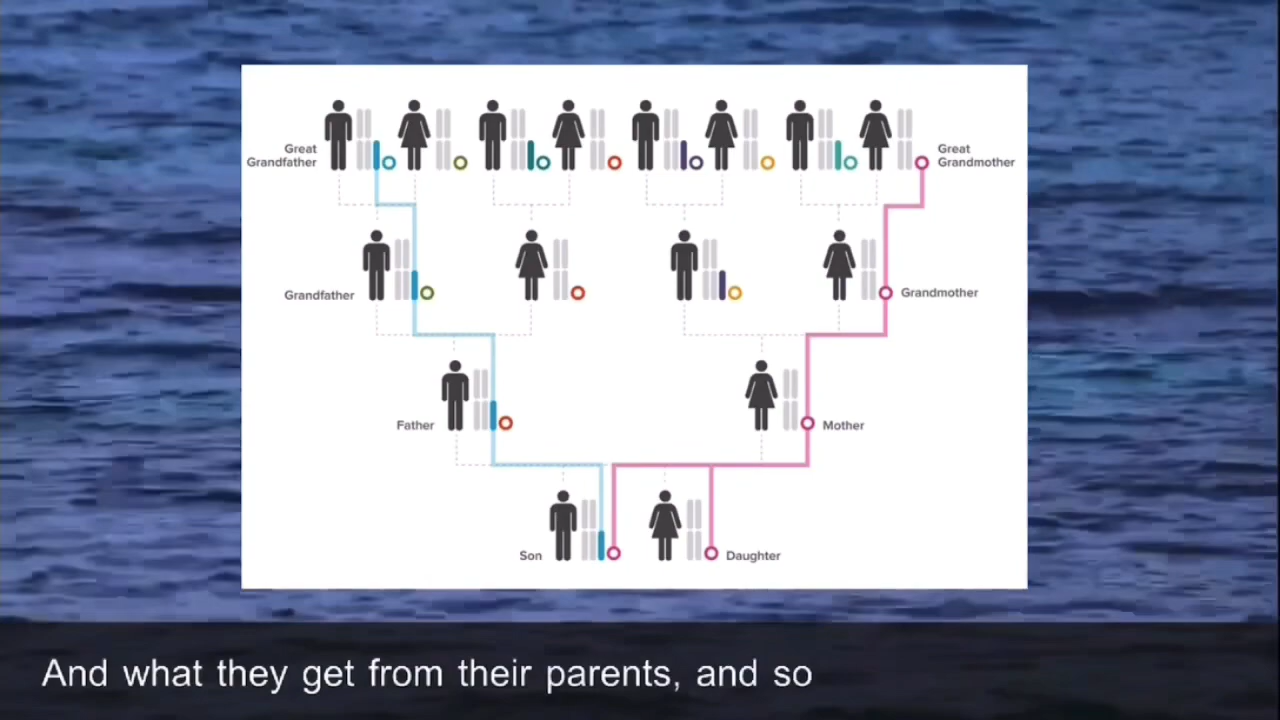 Great
Grandfather
Great
Grandmother
Grandfather
Grandmother
Father
Mother
Son
Daughter
And what they get from their parents, and so